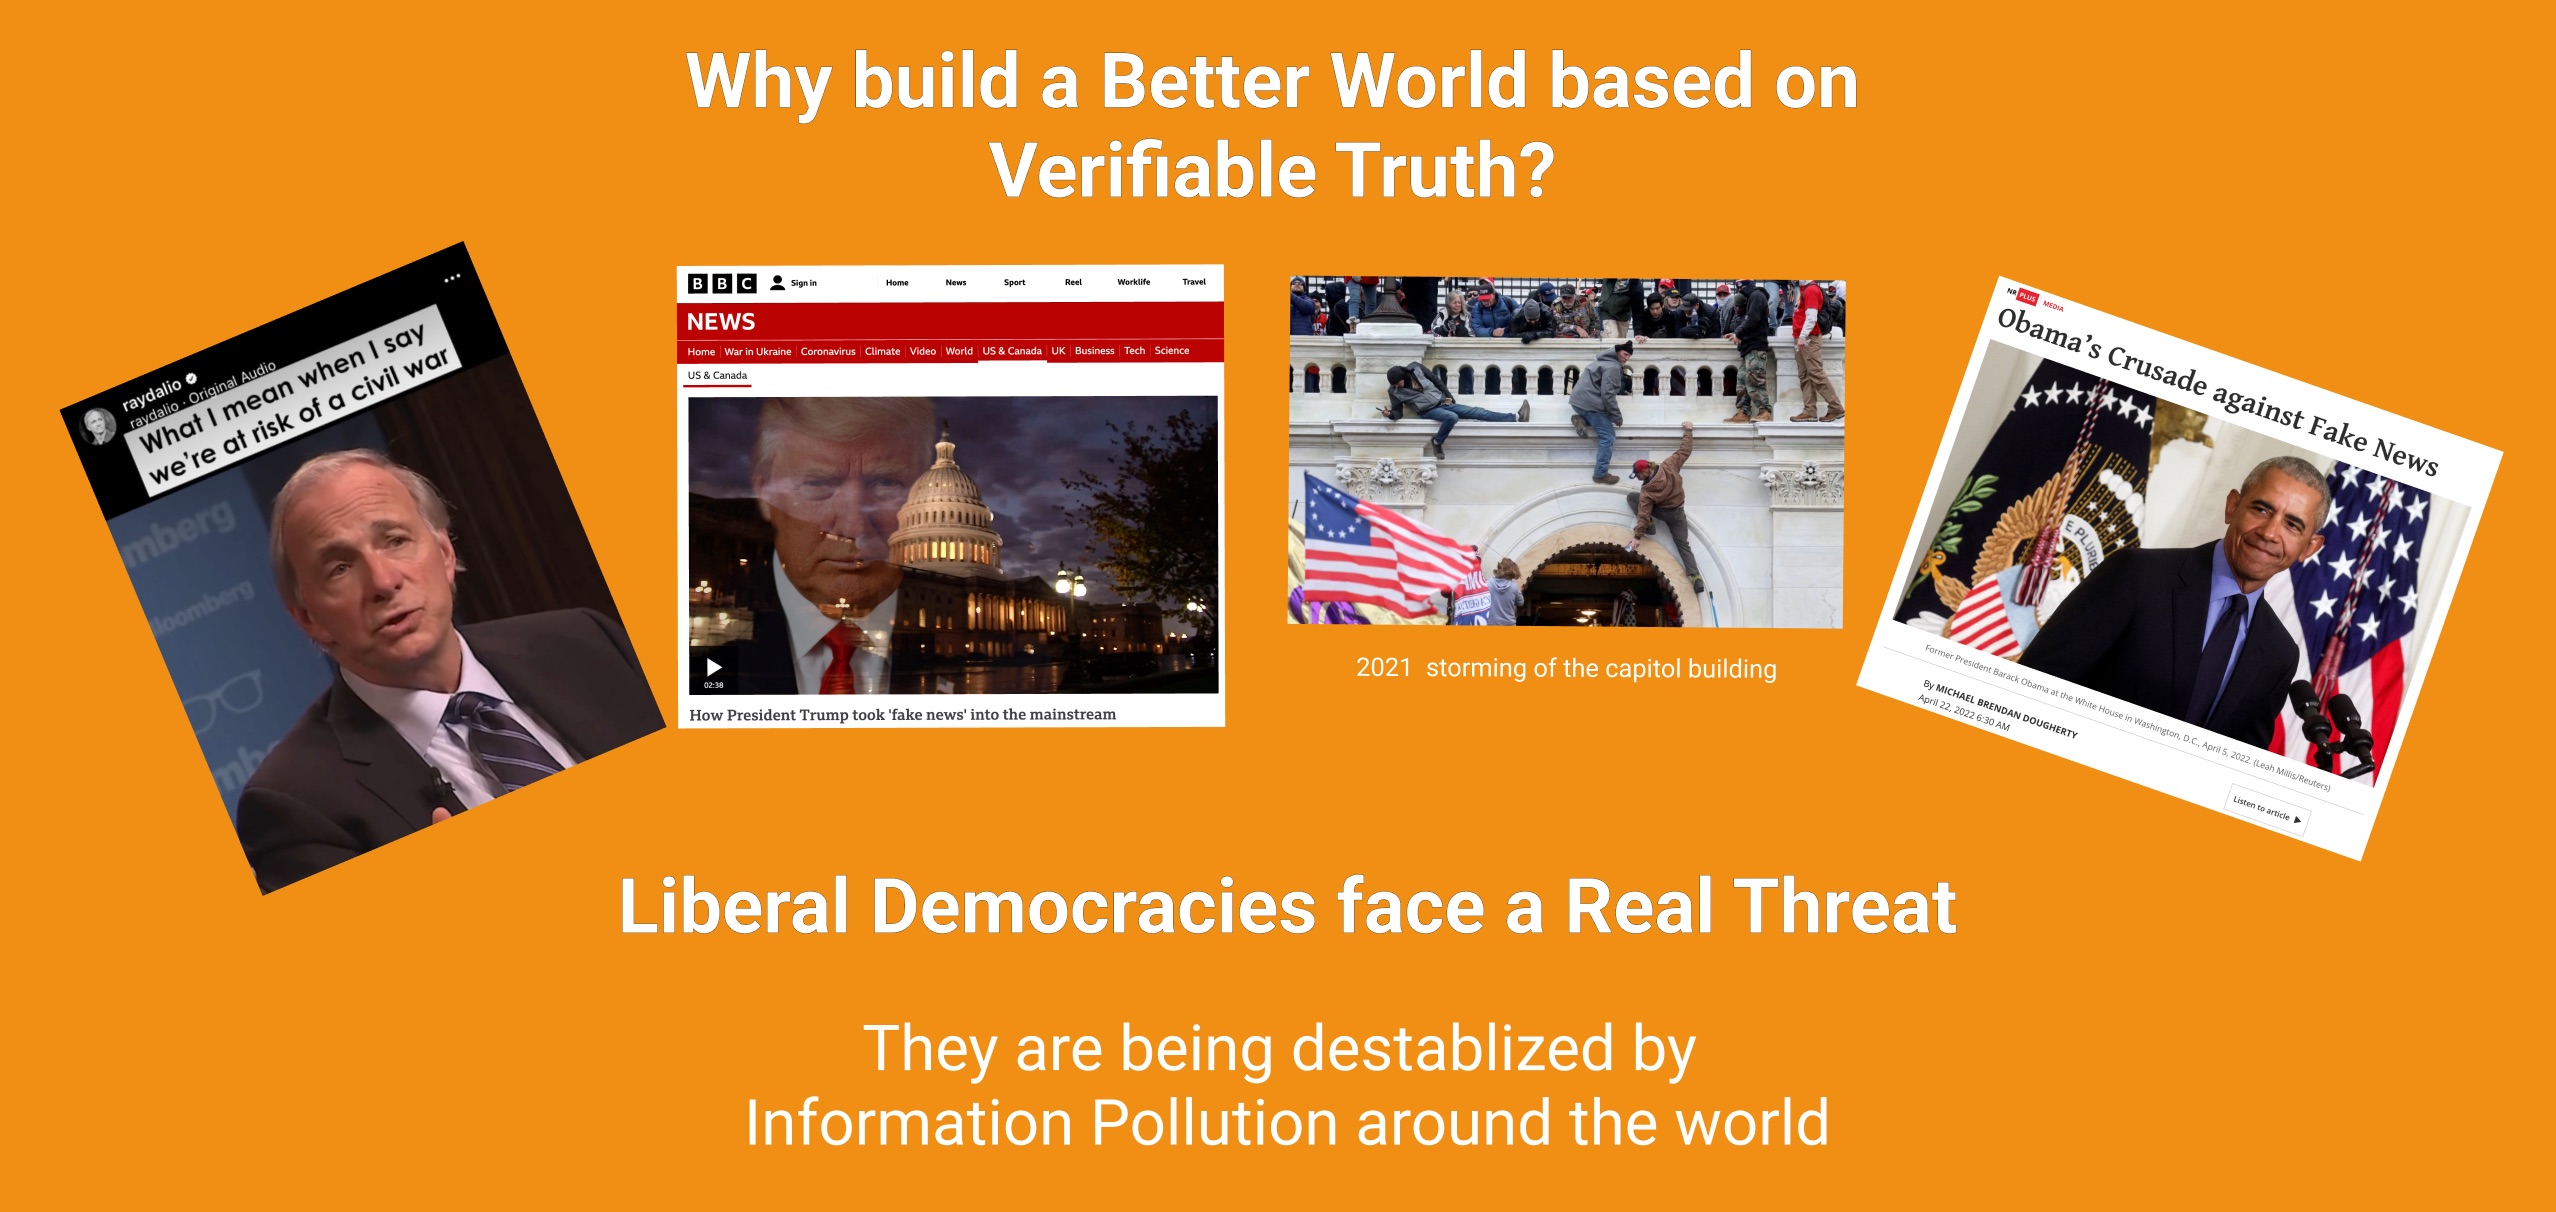 Why build a Better World based on
Verifiable Truth?
raydalio
raydalio · Original Audio
What I mean when I say
we're at risk of a civil war
mberg
Bloomberg
mb
BBC Sign in Home News Sport Reel Worklife Travel
NEWS
Home War in Ukraine Coronavirus Climate Video World US & Canada UK Business Tech Science
US & Canada
02:38
How President Trump took 'fake news' into the mainstream
2021 storming of the capitol building
NR PLUS MEDIA
Obama's Crusade against Fake News
E PLURIB
Former President Barack Obama at the White House in Washington, D.C., April 5, 2022. (Leah Millis/Reuters)
By MICHAEL BRENDAN DOUGHERTY
April 22, 2022 6:30 AM
Listen to article
Liberal Democracies face a Real Threat
They are being destablized by
Information Pollution around the world